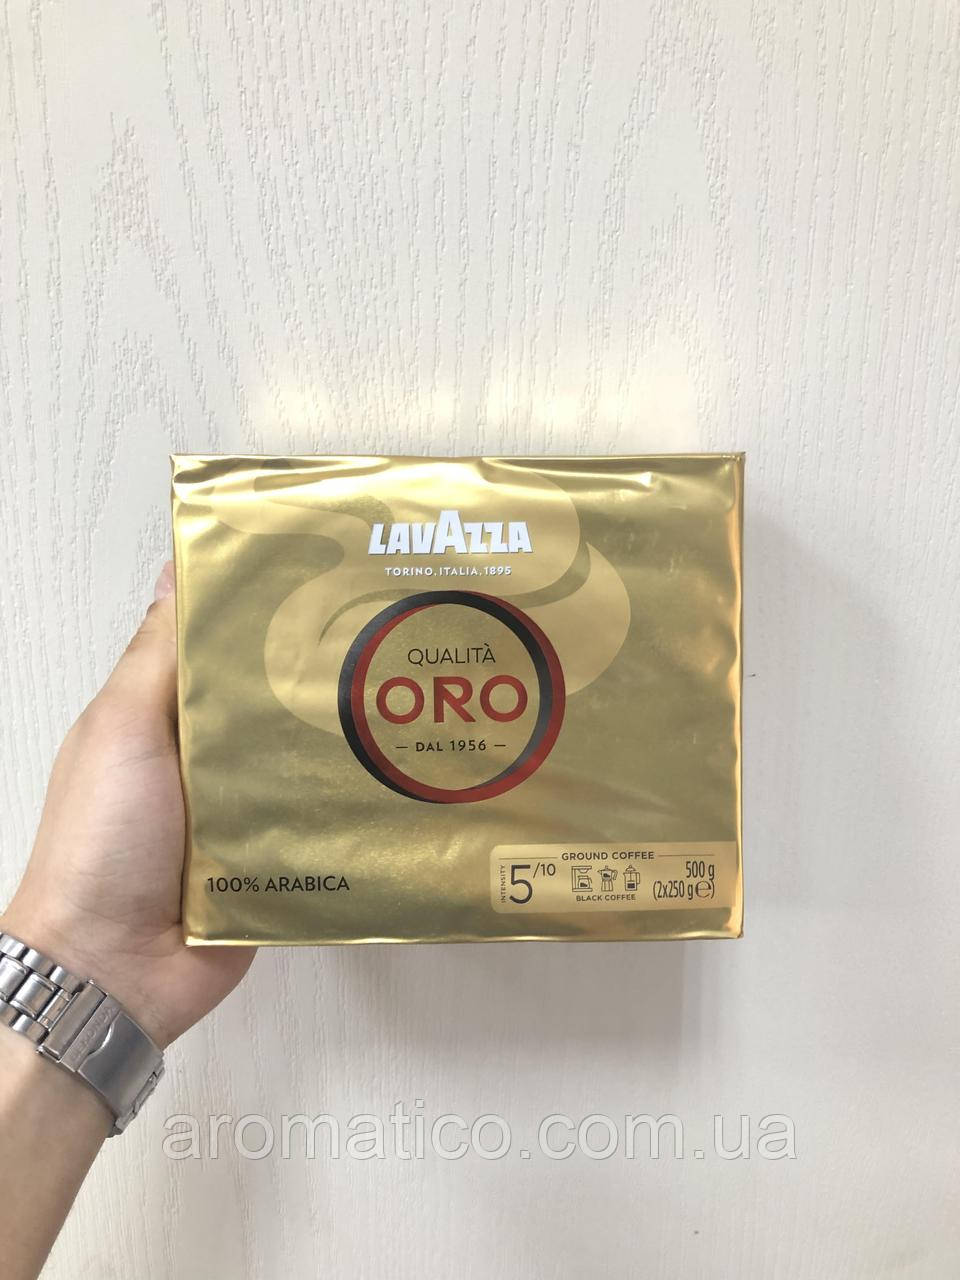 LAVAZZA
TORINO, ITALIA, 1895
QUALITÀ
ORO
— DAL 1956 —
100% ARABICA
INTENSITY
5/10
GROUND COFFEE
BLACK COFFEE
500 g
(2x250 g℮)
aromatico.com.ua